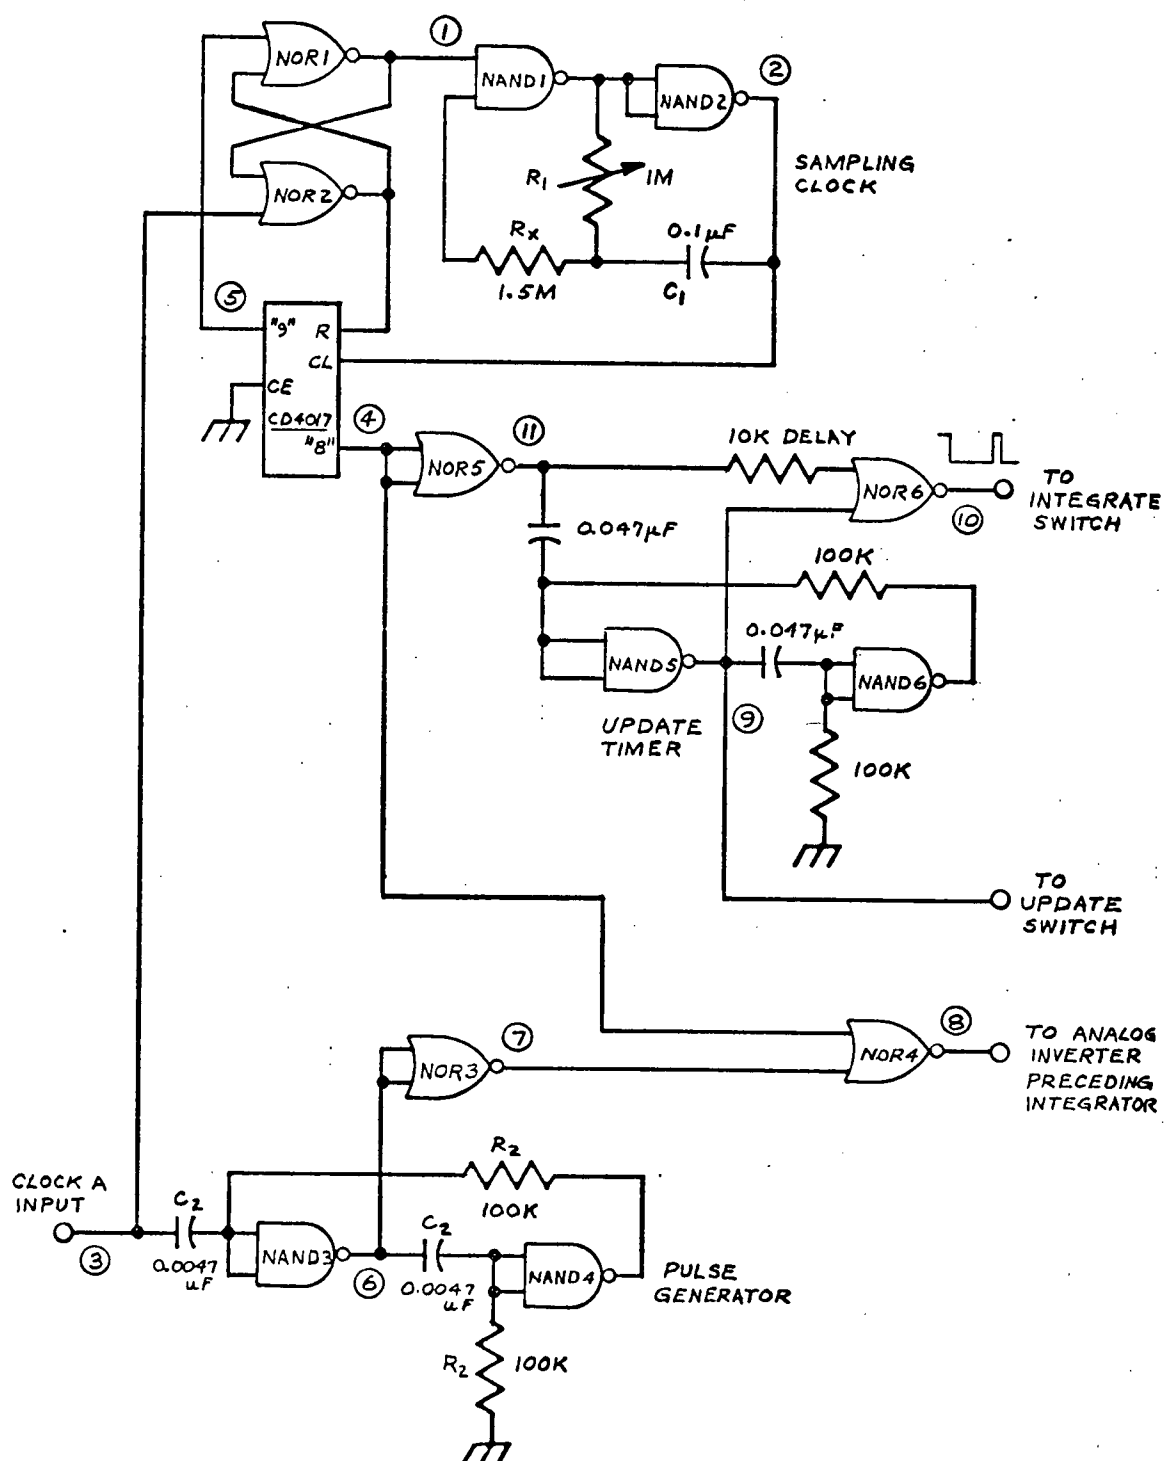 ①
NOR1
NAND1
②
NAND2
SAMPLING
CLOCK
R1
1M
NOR2
Rx
1.5M
0.1µF
C1
⑤
"9"
R
CL
CE
CD4017
"8"
④
NOR5
⑪
10K DELAY
NOR6
⑩
TO
INTEGRATE
SWITCH
0.047µF
100K
0.047µF
NAND5
NAND6
UPDATE
TIMER
⑨
100K
TO
UPDATE
SWITCH
⑦
NOR3
⑧
NOR4
TO ANALOG
INVERTER
PRECEDING
INTEGRATOR
CLOCK A
INPUT
③
C2
0.0047
uF
R2
100K
NAND3
⑥
C2
0.0047
uF
NAND4
PULSE
GENERATOR
R2
100K